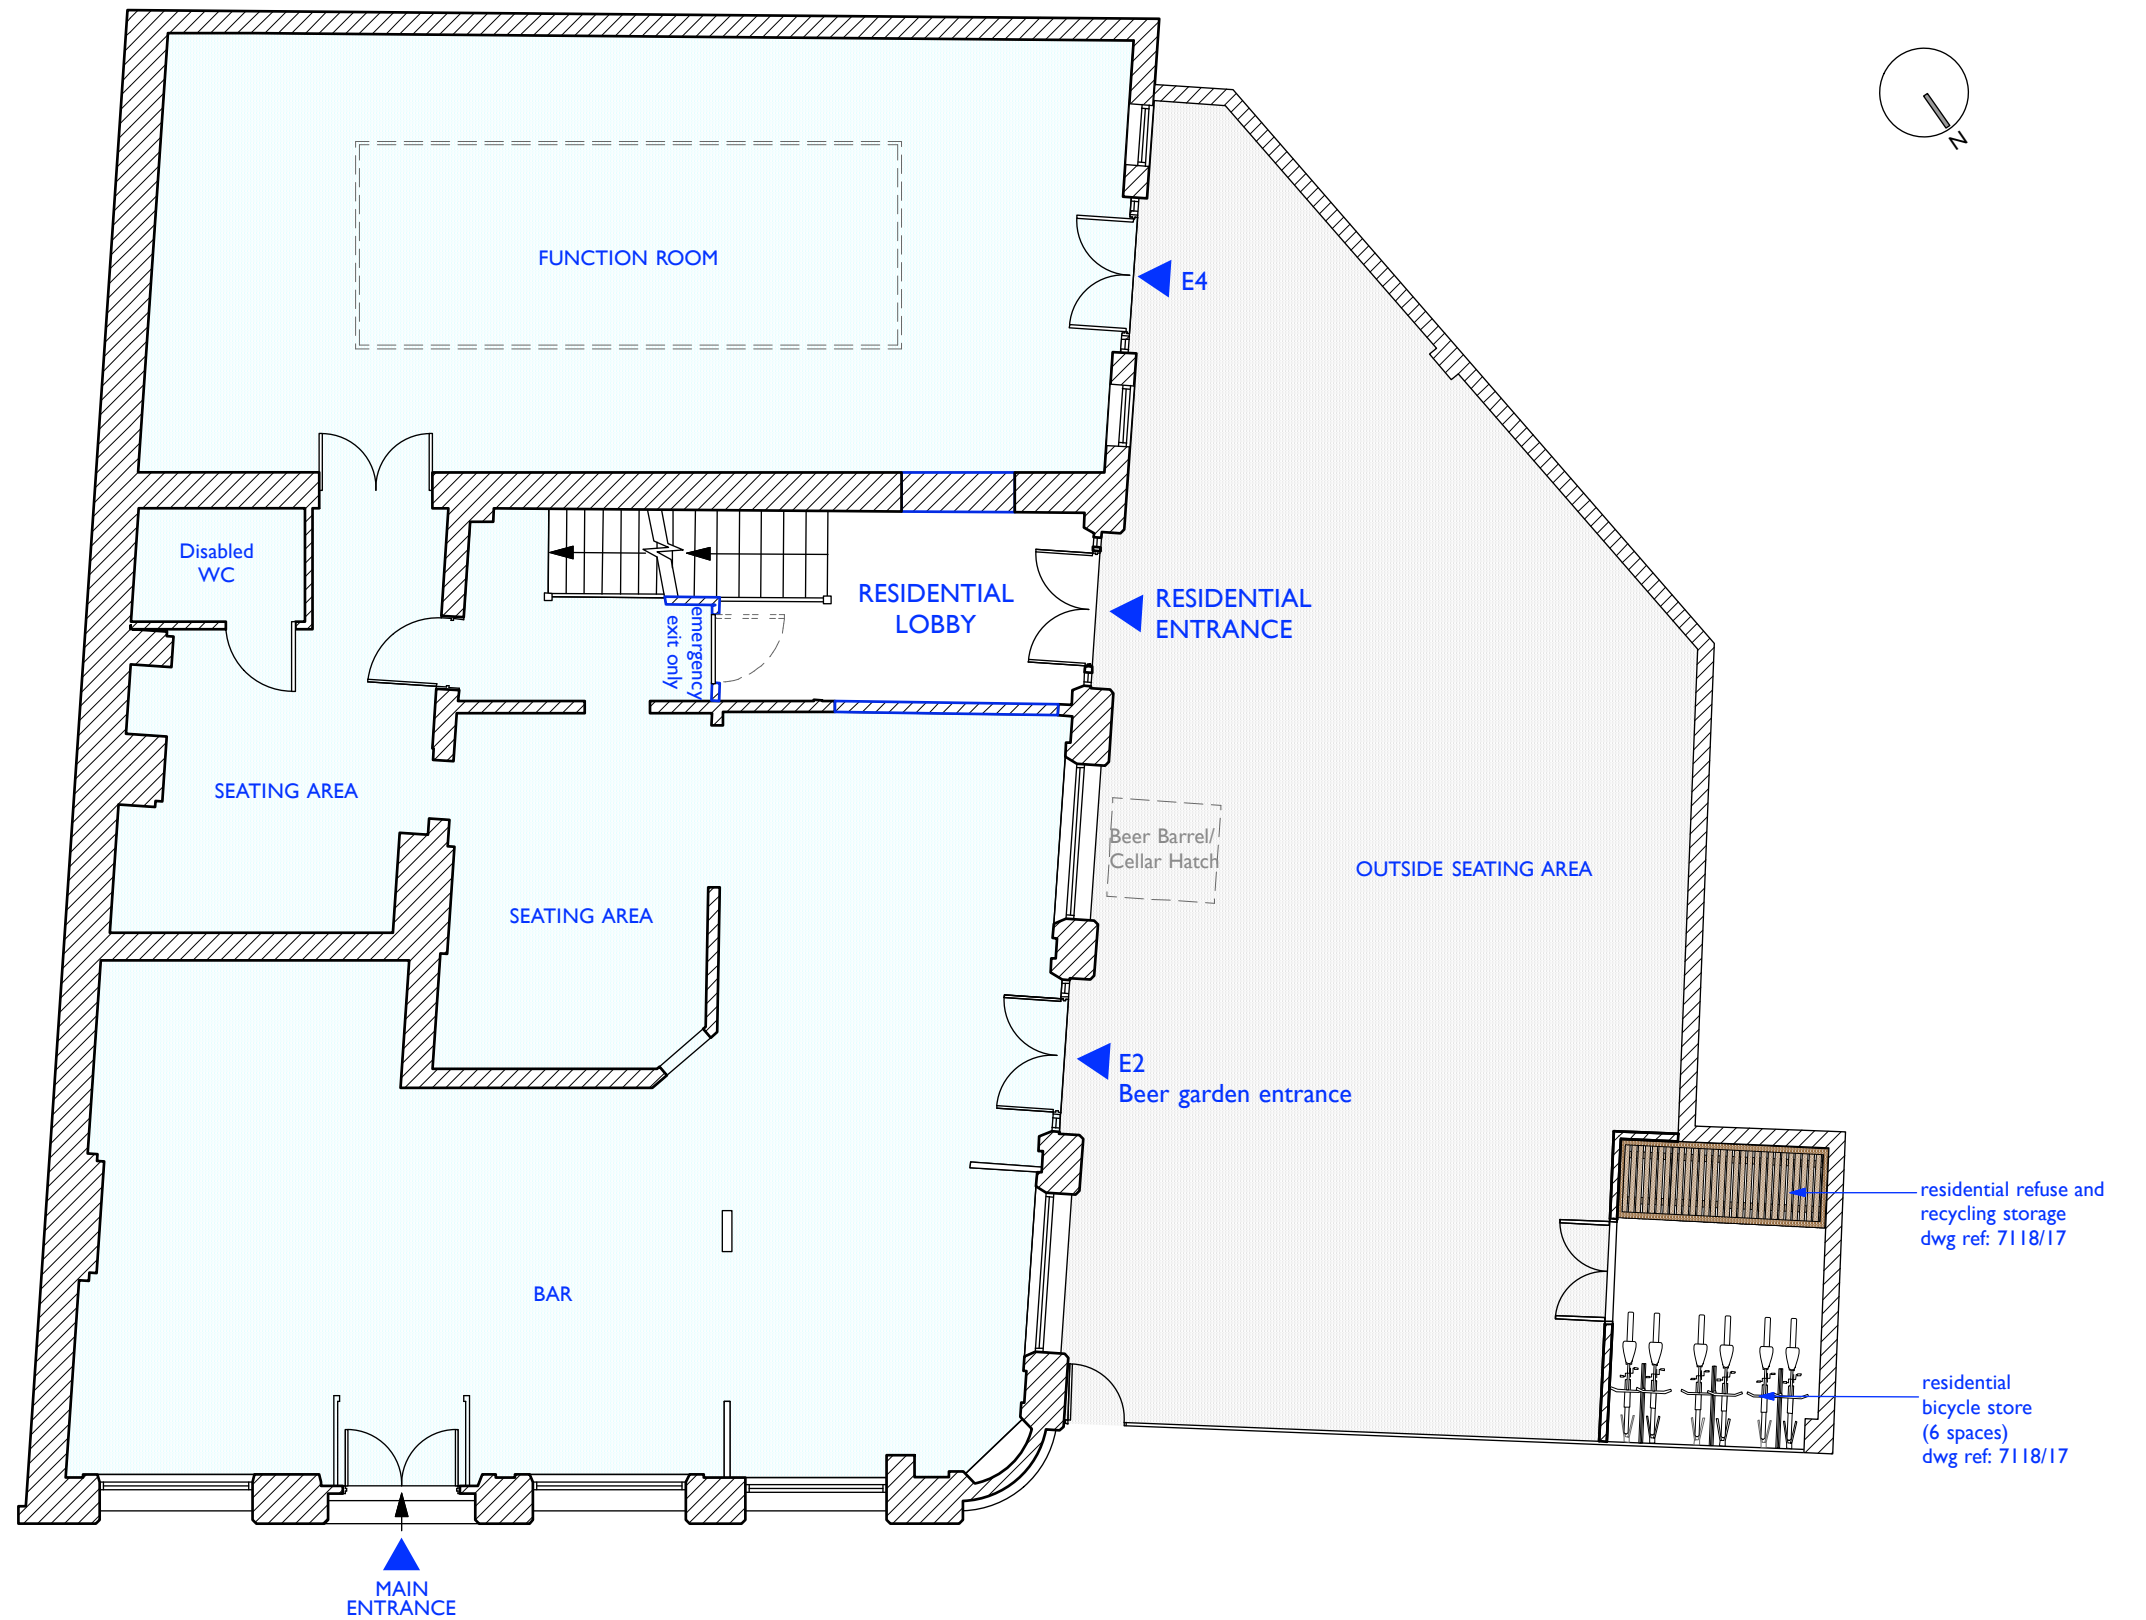 N
FUNCTION ROOM
E4
Disabled
WC
emergency
exit only
RESIDENTIAL
LOBBY
RESIDENTIAL
ENTRANCE
SEATING AREA
Beer Barrel/
Cellar Hatch
OUTSIDE SEATING AREA
SEATING AREA
E2
Beer garden entrance
residential refuse and
recycling storage
dwg ref: 7118/17
BAR
residential
bicycle store
(6 spaces)
dwg ref: 7118/17
MAIN
ENTRANCE